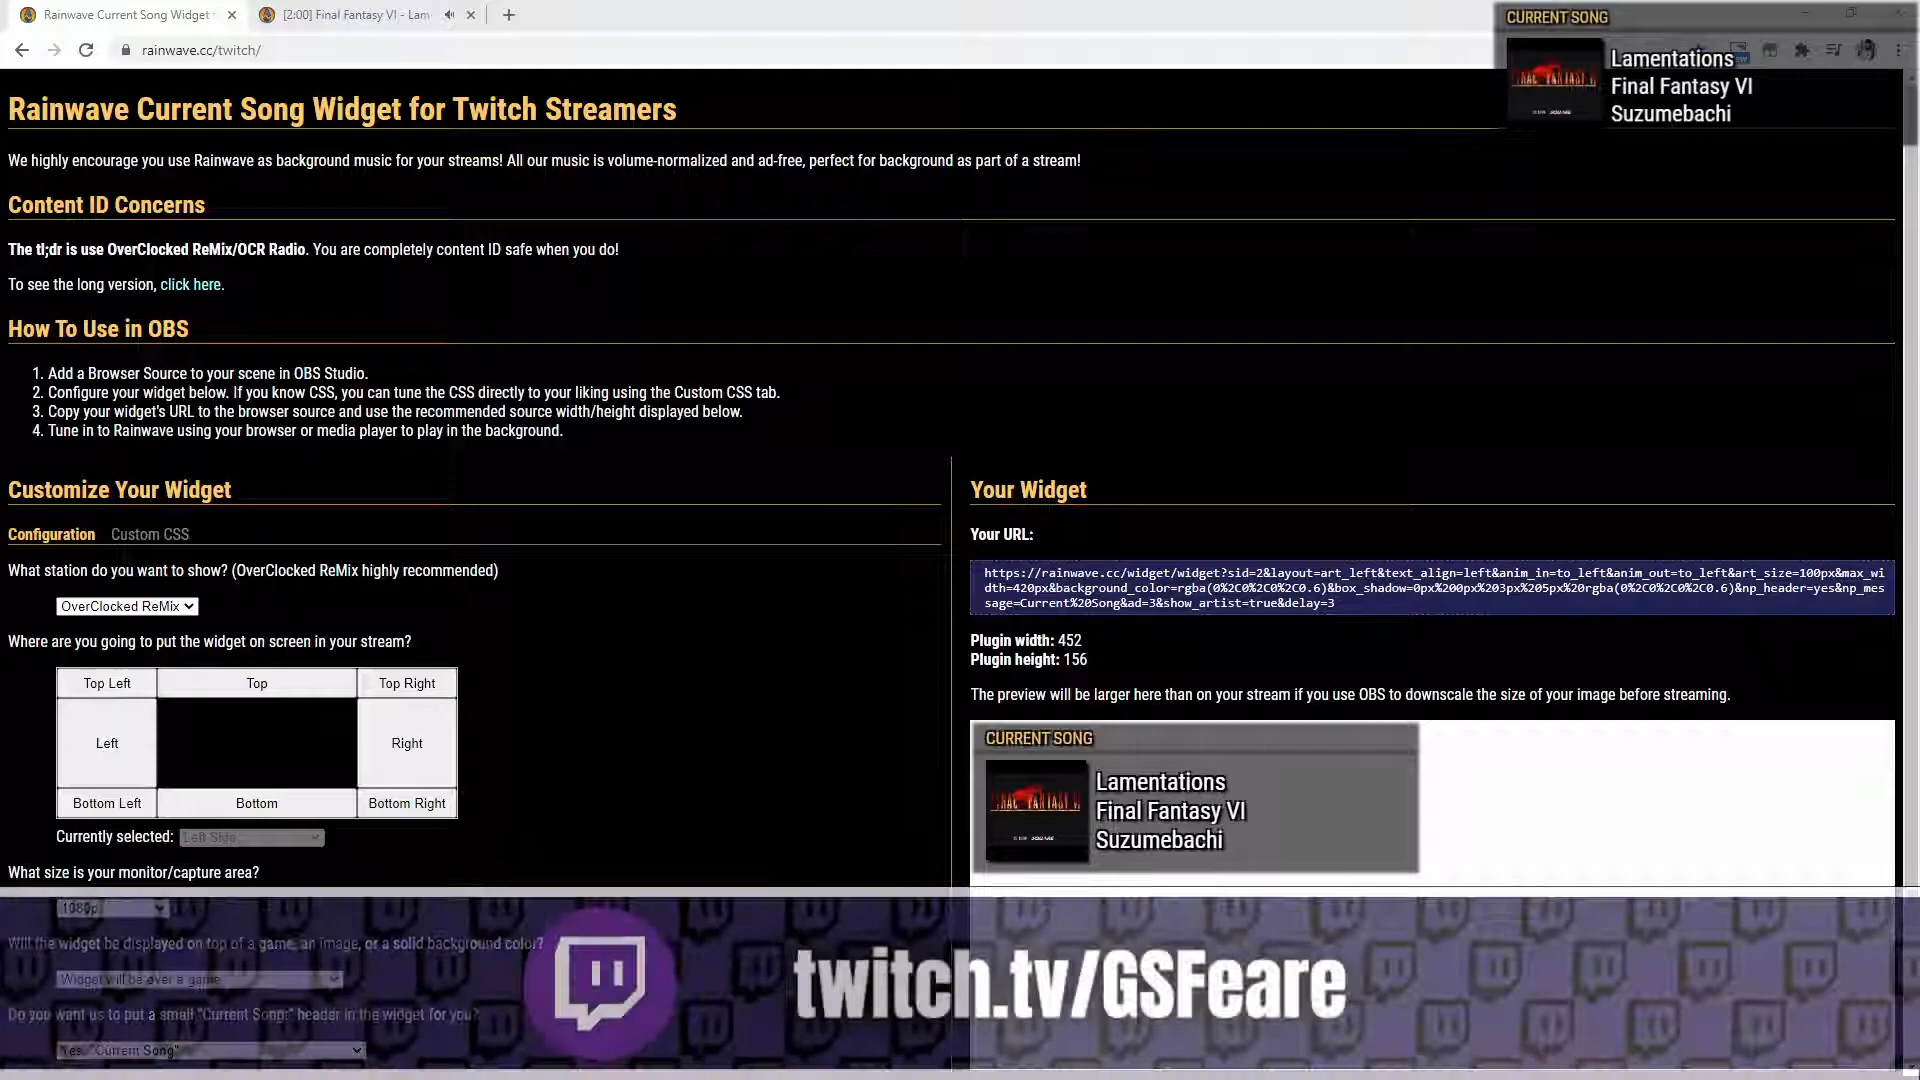 Rainwave Current Song Widget
[2:00] Final Fantasy VI - Lam
rainwave.cc/twitch/
CURRENT SONG
Lamentations
Final Fantasy VI
Suzumebachi
Rainwave Current Song Widget for Twitch Streamers
We highly encourage you use Rainwave as background music for your streams! All our music is volume-normalized and ad-free, perfect for background as part of a stream!
Content ID Concerns
The tl;dr is use OverClocked ReMix/OCR Radio. You are completely content ID safe when you do!
To see the long version, click here.
How To Use in OBS
1. Add a Browser Source to your scene in OBS Studio.
2. Configure your widget below. If you know CSS, you can tune the CSS directly to your liking using the Custom CSS tab.
3. Copy your widget's URL to the browser source and use the recommended source width/height displayed below.
4. Tune in to Rainwave using your browser or media player to play in the background.
Customize Your Widget
Configuration Custom CSS
What station do you want to show? (OverClocked ReMix highly recommended)
OverClocked ReMix
Where are you going to put the widget on screen in your stream?
Top Left Top Top Right
Left Right
Bottom Left Bottom Bottom Right
Currently selected: Left Side
What size is your monitor/capture area?
1080p
Will the widget be displayed on top of a game, an image, or a solid background color?
Widget will be over a game
Do you want us to put a small "Current Song:" header in the widget for you?
Yes, "Current Song"
Your Widget
Your URL:
https://rainwave.cc/widget/widget?sid=2&layout=art_left&text_align=left&anim_in=to_left&anim_out=to_left&art_size=100px&max_wi
dth=420px&background_color=rgba(0%2C0%2C0%2C0.6)&box_shadow=0px%200px%203px%205px%20rgba(0%2C0%2C0%2C0.6)&np_header=yes&np_mes
sage=Current%20Song&ad=3&show_artist=true&delay=3
Plugin width: 452
Plugin height: 156
The preview will be larger here than on your stream if you use OBS to downscale the size of your image before streaming.
CURRENT SONG
FINAL FANTASY VI
Lamentations
Final Fantasy VI
Suzumebachi
twitch.tv/GSFeare